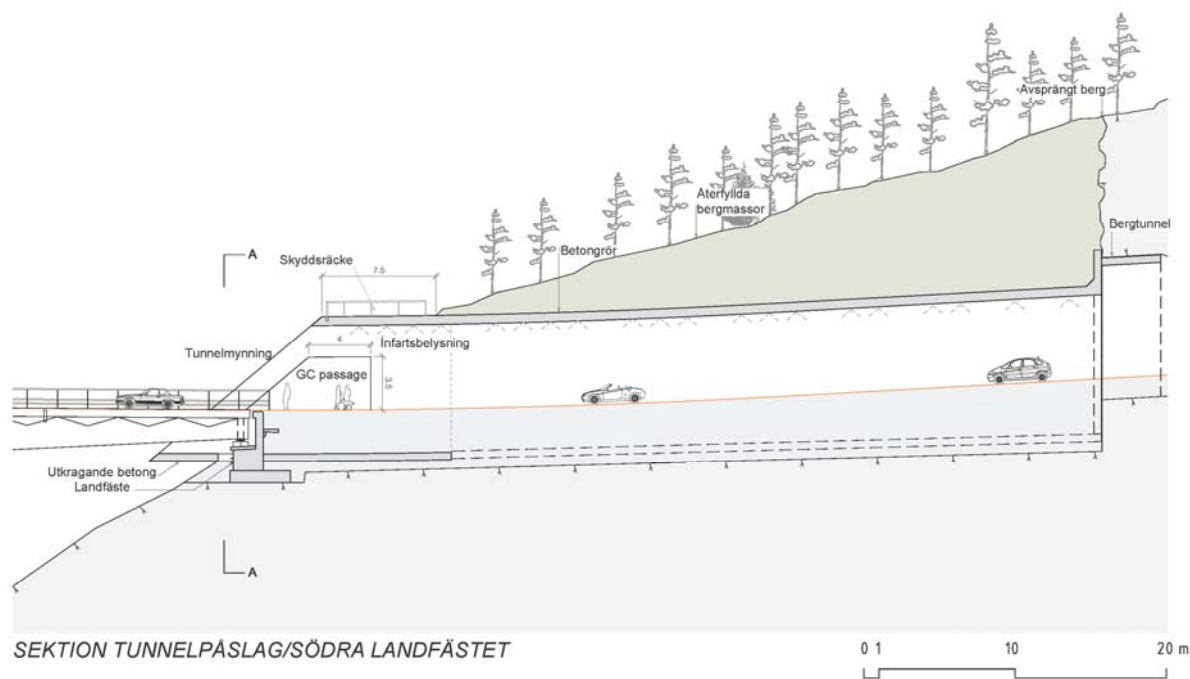 Avsprängt berg
Återfyllda
bergmassor
Bergtunnel
A
Betongrör
Skyddsräcke
7.5
Tunnelmynning
4
Infartsbelysning
GC passage
3.5
Utkragande betong
Landfäste
A
SEKTION TUNNELPÅSLAG/SÖDRA LANDFÄSTET
0 1 10 20 m